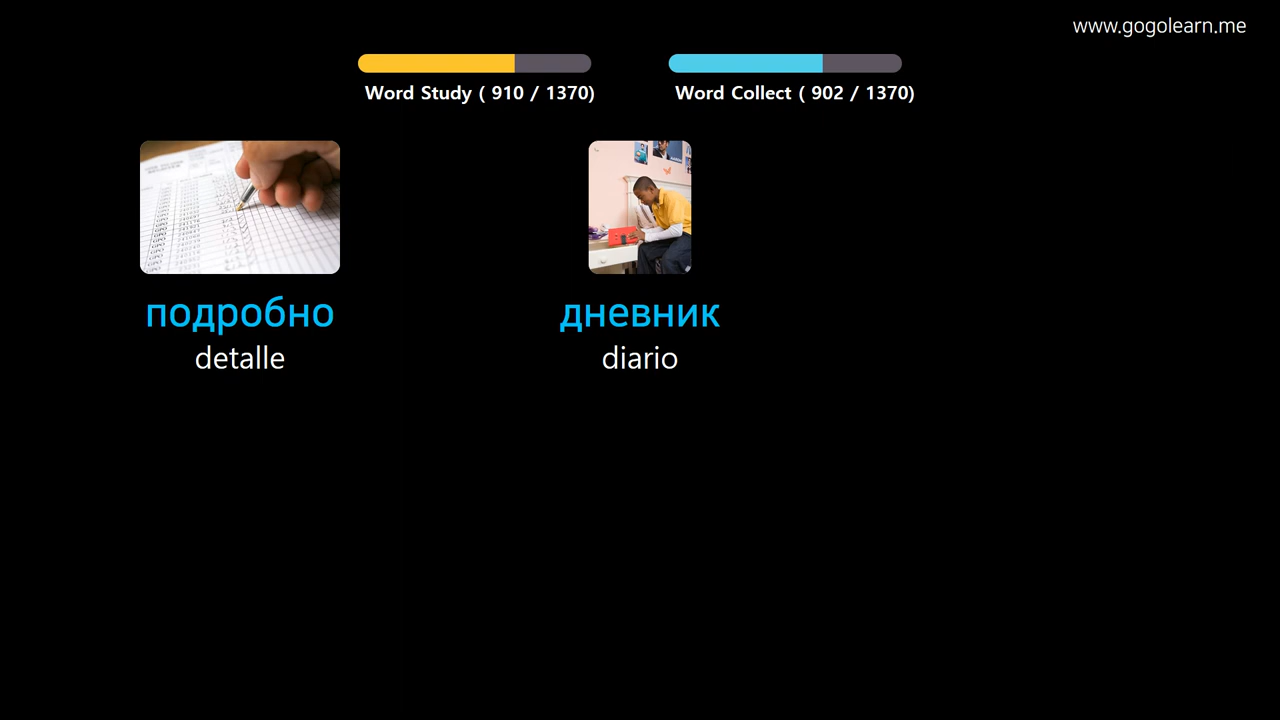 www.gogolearn.me
Word Study ( 910 / 1370)
Word Collect ( 902 / 1370)
подробно
дневник
detalle
diario